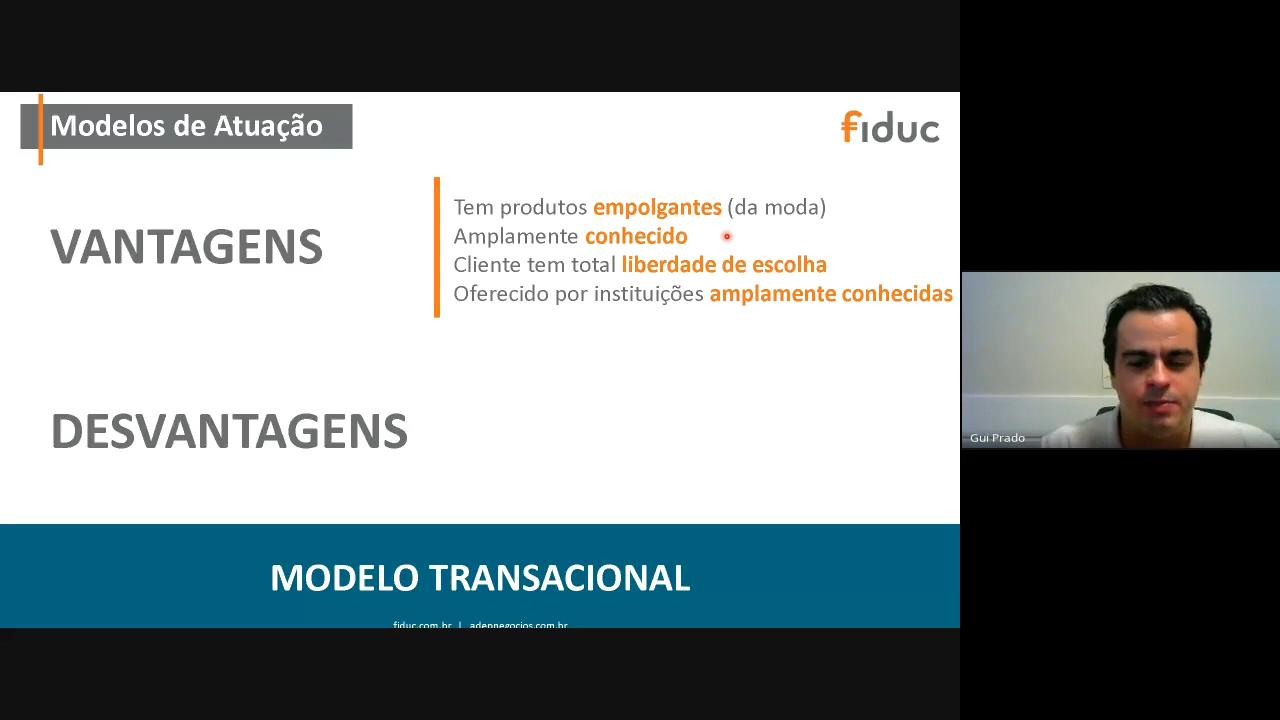 Modelos de Atuação
fiduc
VANTAGENS
Tem produtos empolgantes (da moda)
Amplamente conhecido
Cliente tem total liberdade de escolha
Oferecido por instituições amplamente conhecidas
Gui Prado
DESVANTAGENS
MODELO TRANSACIONAL
fiduc.com.br | adennegocios.com.br